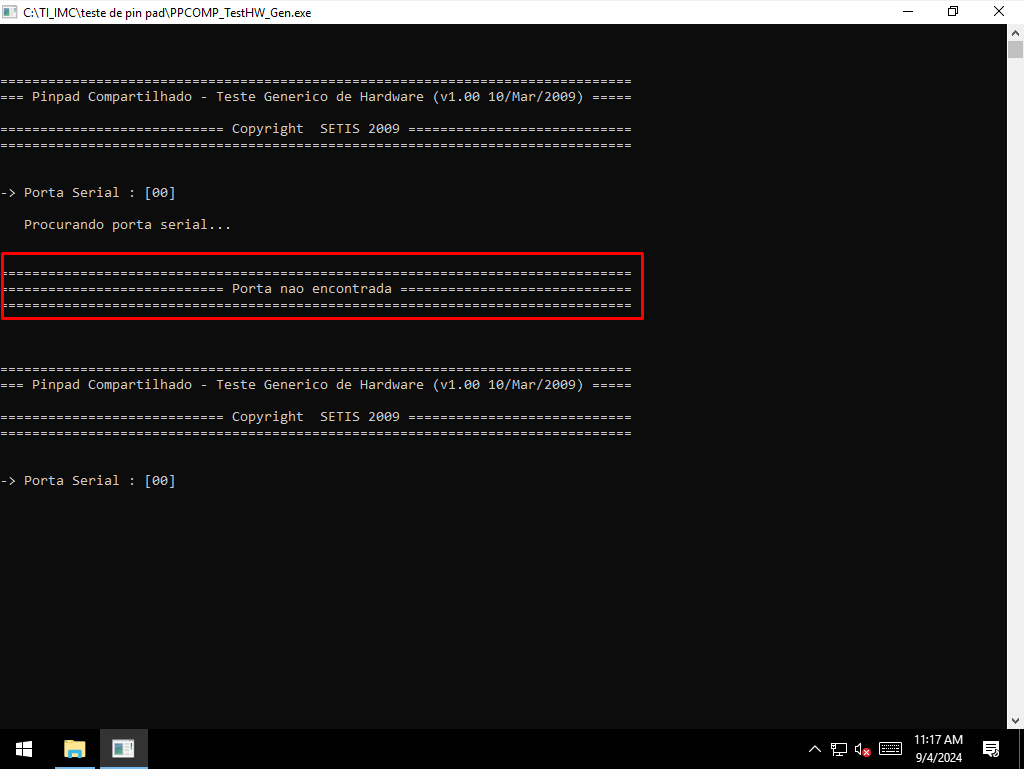 C:\TI_IMC\teste de pin pad\PPCOMP_TestHW_Gen.exe
===============================================================================
=== Pinpad Compartilhado - Teste Generico de Hardware (v1.00 10/Mar/2009) =====
============================ Copyright  SETIS 2009 ============================
===============================================================================
-> Porta Serial : [00]
Procurando porta serial...
===============================================================================
============================ Porta nao encontrada =============================
===============================================================================
===============================================================================
=== Pinpad Compartilhado - Teste Generico de Hardware (v1.00 10/Mar/2009) =====
============================ Copyright  SETIS 2009 ============================
===============================================================================
-> Porta Serial : [00]
11:17 AM
9/4/2024